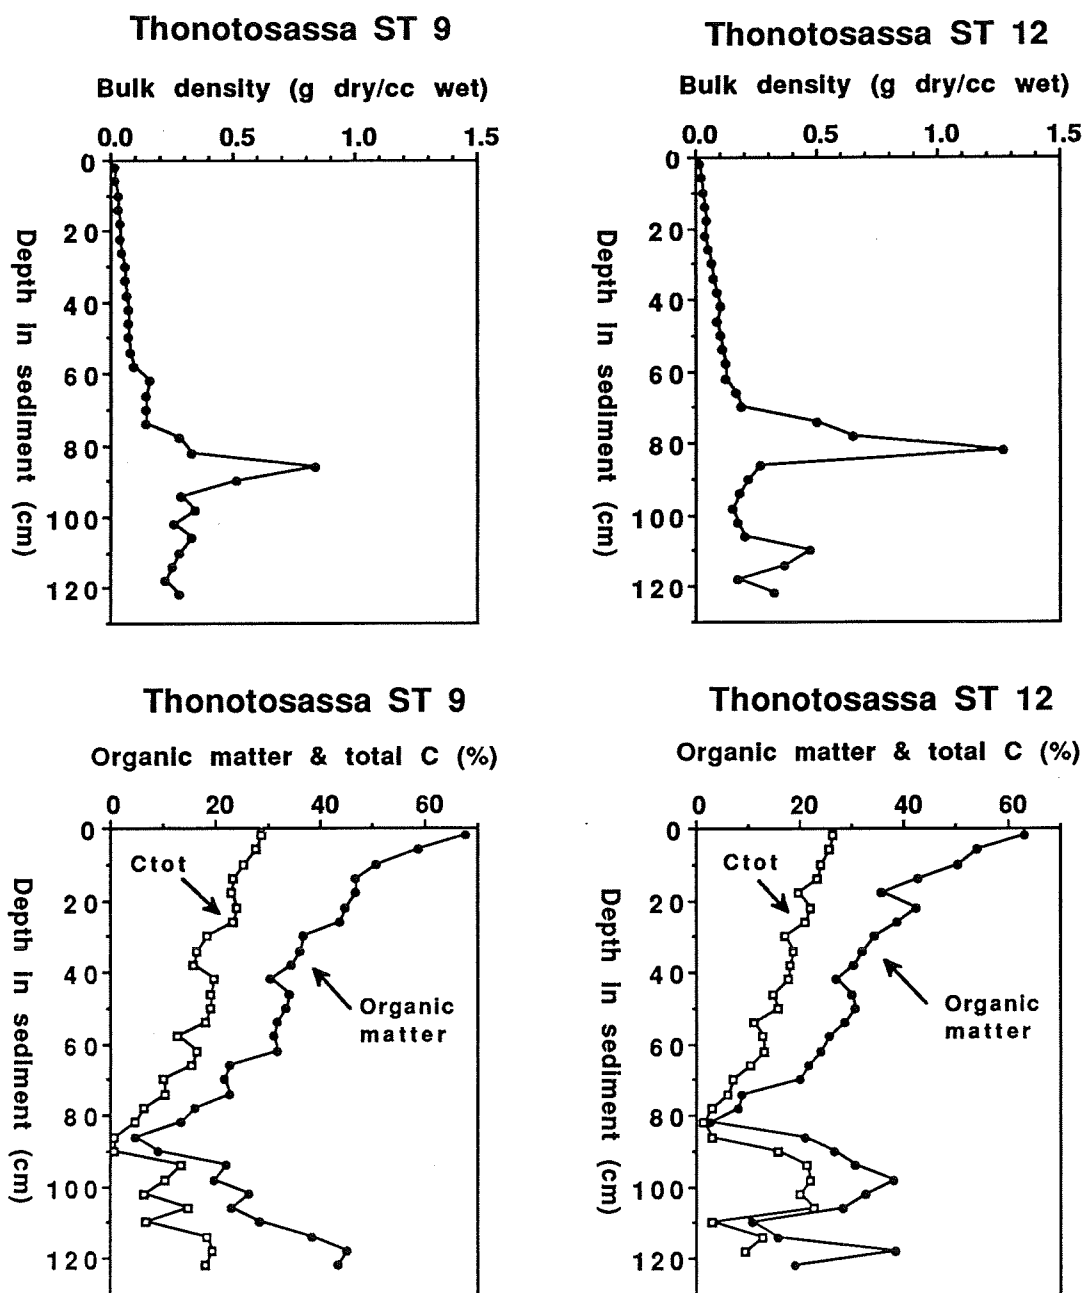 Thonotosassa ST 9
Bulk density (g dry/cc wet)
0.0 0.5 1.0 1.5
0
20
40
60
80
100
120
Depth in sediment (cm)
Thonotosassa ST 12
Bulk density (g dry/cc wet)
0.0 0.5 1.0 1.5
0
20
40
60
80
100
120
Depth in sediment (cm)
Thonotosassa ST 9
Organic matter & total C (%)
0 20 40 60
0
20
40
60
80
100
120
Depth in sediment (cm)
Ctot
Organic
matter
Thonotosassa ST 12
Organic matter & total C (%)
0 20 40 60
0
20
40
60
80
100
120
Depth in sediment (cm)
Ctot
Organic
matter